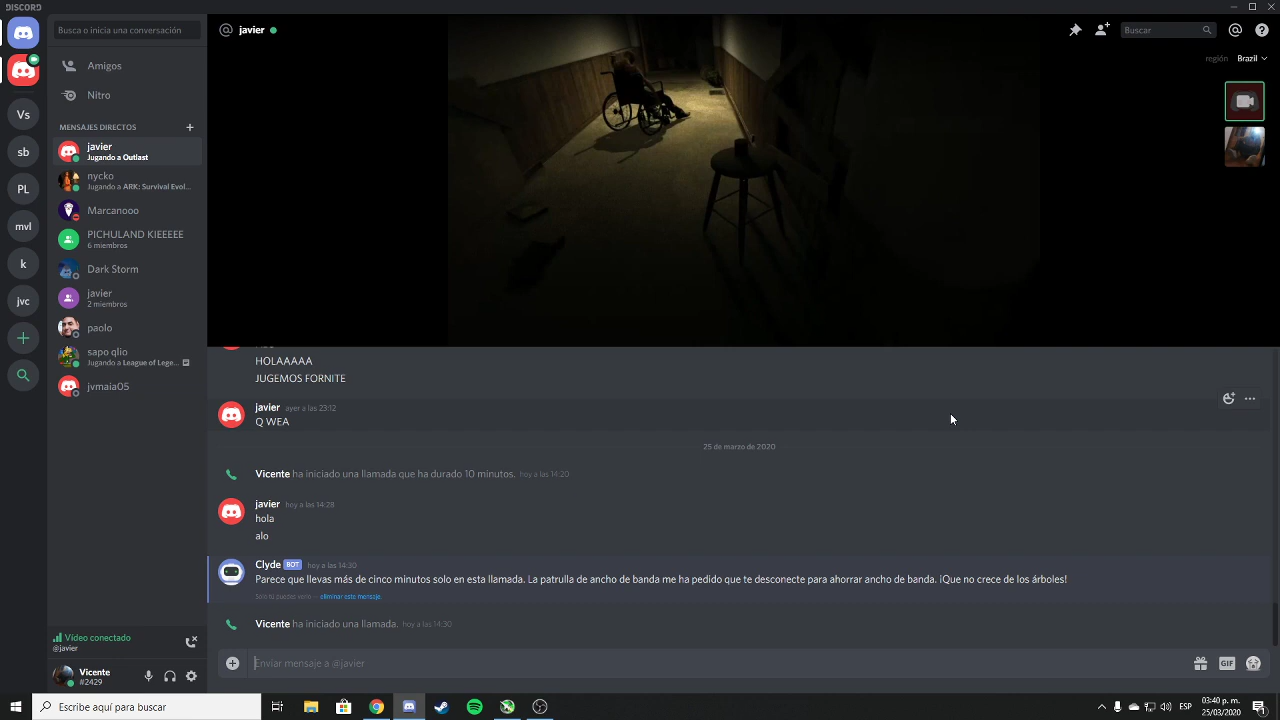 DISCORD
Busca o inicia una conversación
javier
Buscar
región Brazil
Amigos
Nitro
MENSAJES DIRECTOS
Vs
sb
PL
mvl
k
jvc
javier
Jugando a Outlast
nycko
Jugando a ARK: Survival Evol...
Marcanooo
PICHULAND KIEEEEE
6 miembros
Dark Storm
javier
2 miembros
paolo
sapo qlio
Jugando a League of Lege...
jvmaia05
HOLAAAAA
JUGEMOS FORNITE
javier ayer a las 23:12
Q WEA
25 de marzo de 2020
Vicente ha iniciado una llamada que ha durado 10 minutos. hoy a las 14:20
javier hoy a las 14:28
hola
alo
Clyde BOT hoy a las 14:30
Parece que llevas más de cinco minutos solo en esta llamada. La patrulla de ancho de banda me ha pedido que te desconecte para ahorrar ancho de banda. ¡Que no crece de los árboles!
Solo tú puedes verlo — eliminar este mensaje.
Vicente ha iniciado una llamada. hoy a las 14:30
Vídeo conectado
@javier
Vicente
#2429
Enviar mensaje a @javier
GIF
Escribe aquí para buscar
ESP
03:40 p.m.
25/03/2020